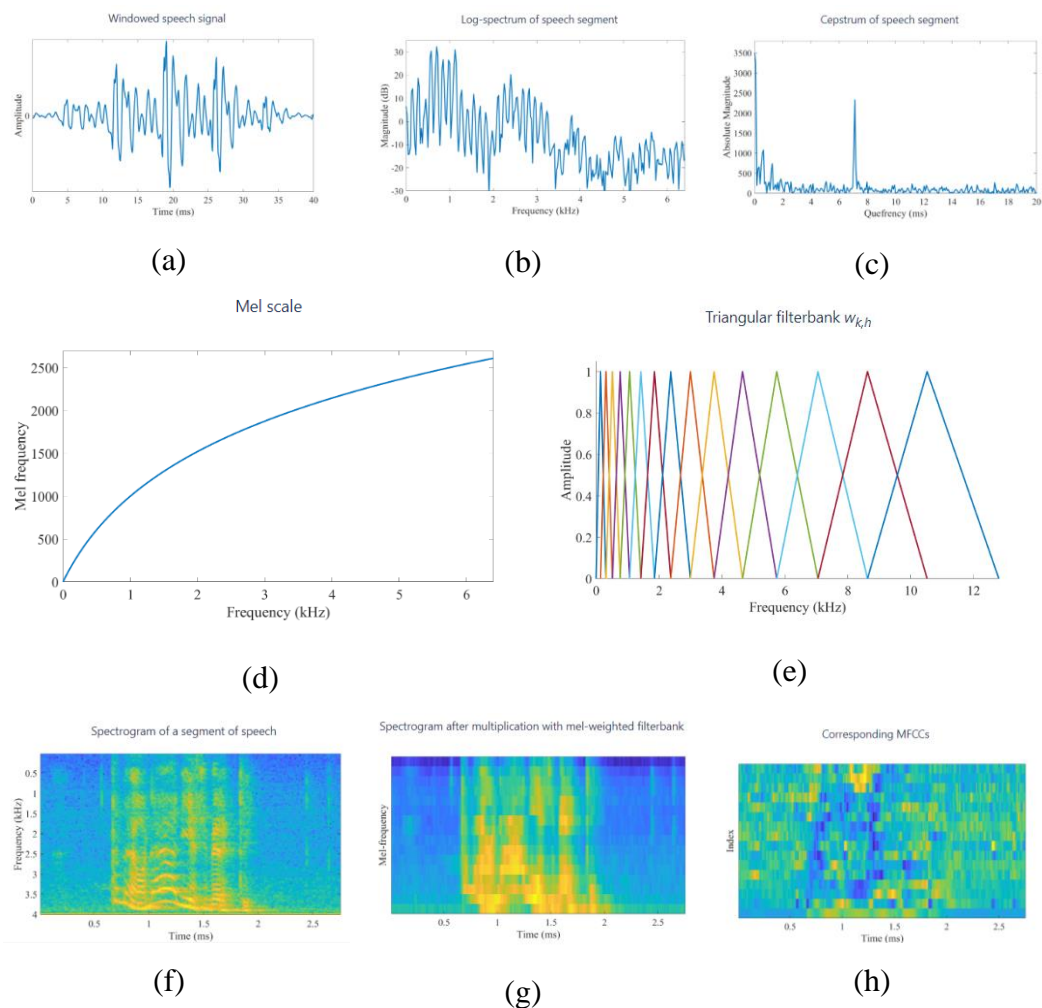 Windowed speech signal
Amplitude
0
0 5 10 15 20 25 30 35 40
Time (ms)
(a)
Log-spectrum of speech segment
Magnitude (dB)
30
20
10
0
-10
-20
-30
0 1 2 3 4 5 6
Frequency (kHz)
(b)
Cepstrum of speech segment
Absolute Magnitude
3500
3000
2500
2000
1500
1000
500
0
2 4 6 8 10 12 14 16 18 20
Quefrency (ms)
(c)
Mel scale
Mel frequency
2500
2000
1500
1000
500
0
0 1 2 3 4 5 6
Frequency (kHz)
(d)
Triangular filterbank w k,h
Amplitude
1
0.8
0.6
0.4
0.2
0
0 2 4 6 8 10 12
Frequency (kHz)
(e)
Spectrogram of a segment of speech
Frequency (kHz)
0.5
1
1.5
2
2.5
3
3.5
4
0.5 1 1.5 2 2.5
Time (ms)
(f)
Spectrogram after multiplication with mel-weighted filterbank
Mel-frequency
0.5 1 1.5 2 2.5
Time (ms)
(g)
Corresponding MFCCs
Index
0.5 1 1.5 2 2.5
Time (ms)
(h)